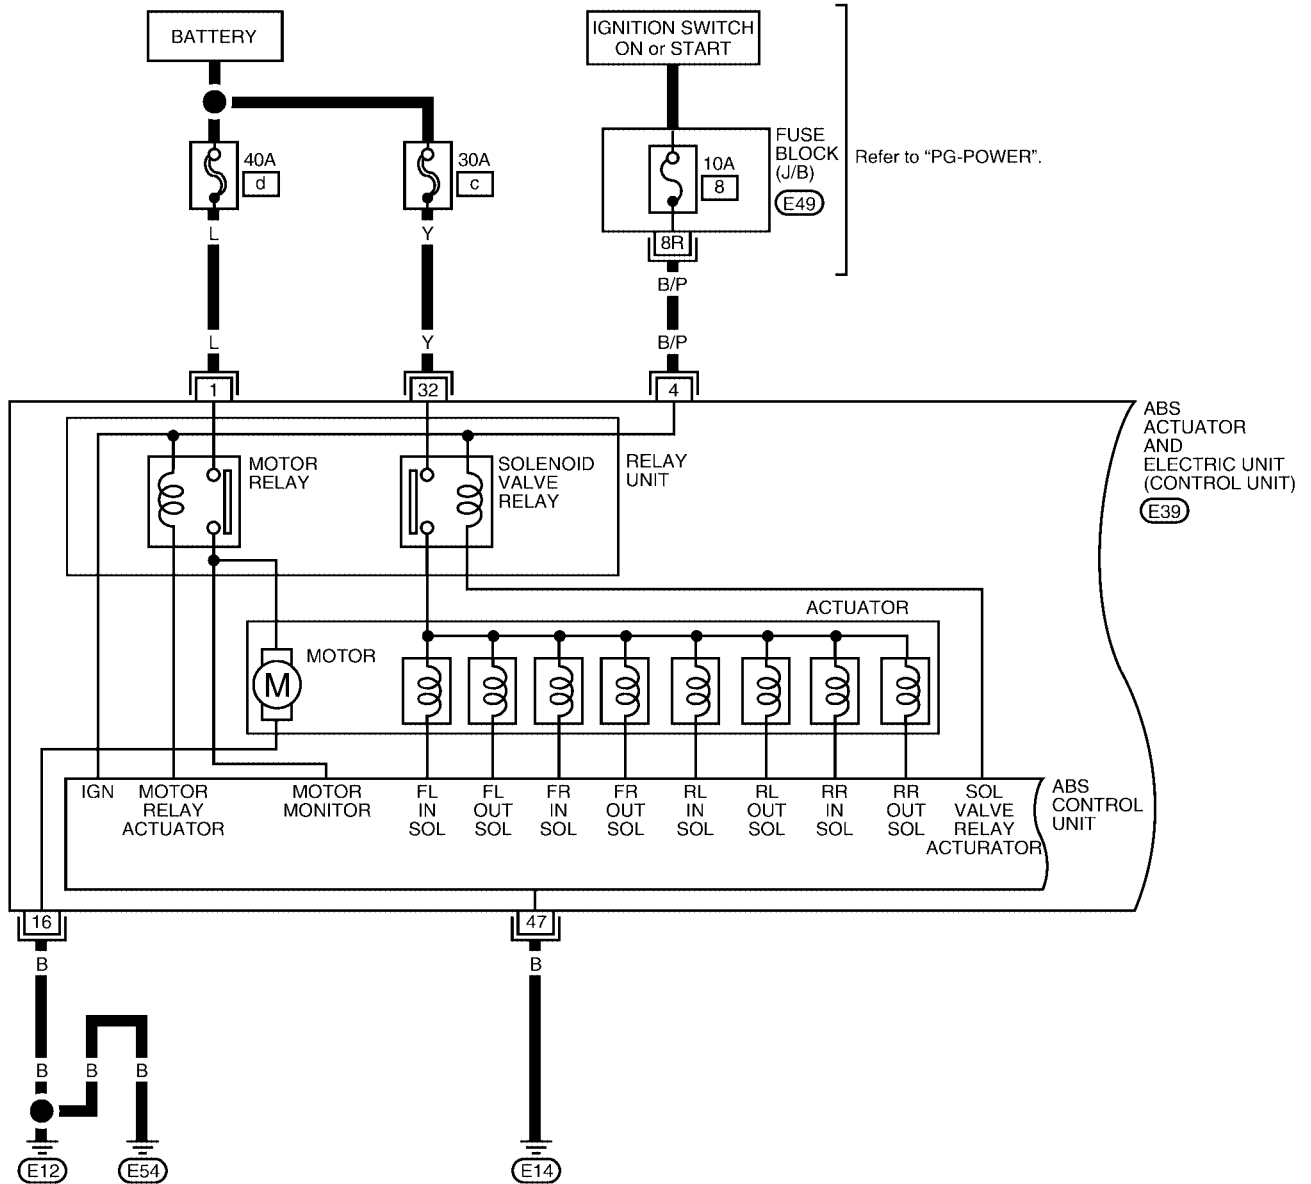 BATTERY
IGNITION SWITCH
ON or START
40A
d
30A
c
10A
8
FUSE
BLOCK
(J/B)
E49
Refer to “PG-POWER”.
8R
L
Y
B/P
L
Y
B/P
1
32
4
ABS
ACTUATOR
AND
ELECTRIC UNIT
(CONTROL UNIT)
E39
MOTOR
RELAY
SOLENOID
VALVE
RELAY
RELAY
UNIT
ACTUATOR
MOTOR
M
IGN
MOTOR
RELAY
ACTUATOR
MOTOR
MONITOR
FL
IN
SOL
FL
OUT
SOL
FR
IN
SOL
FR
OUT
SOL
RL
IN
SOL
RL
OUT
SOL
RR
IN
SOL
RR
OUT
SOL
SOL
VALVE
RELAY
ACTURATOR
ABS
CONTROL
UNIT
16
47
B
B
B
B
B
E12
E54
E14